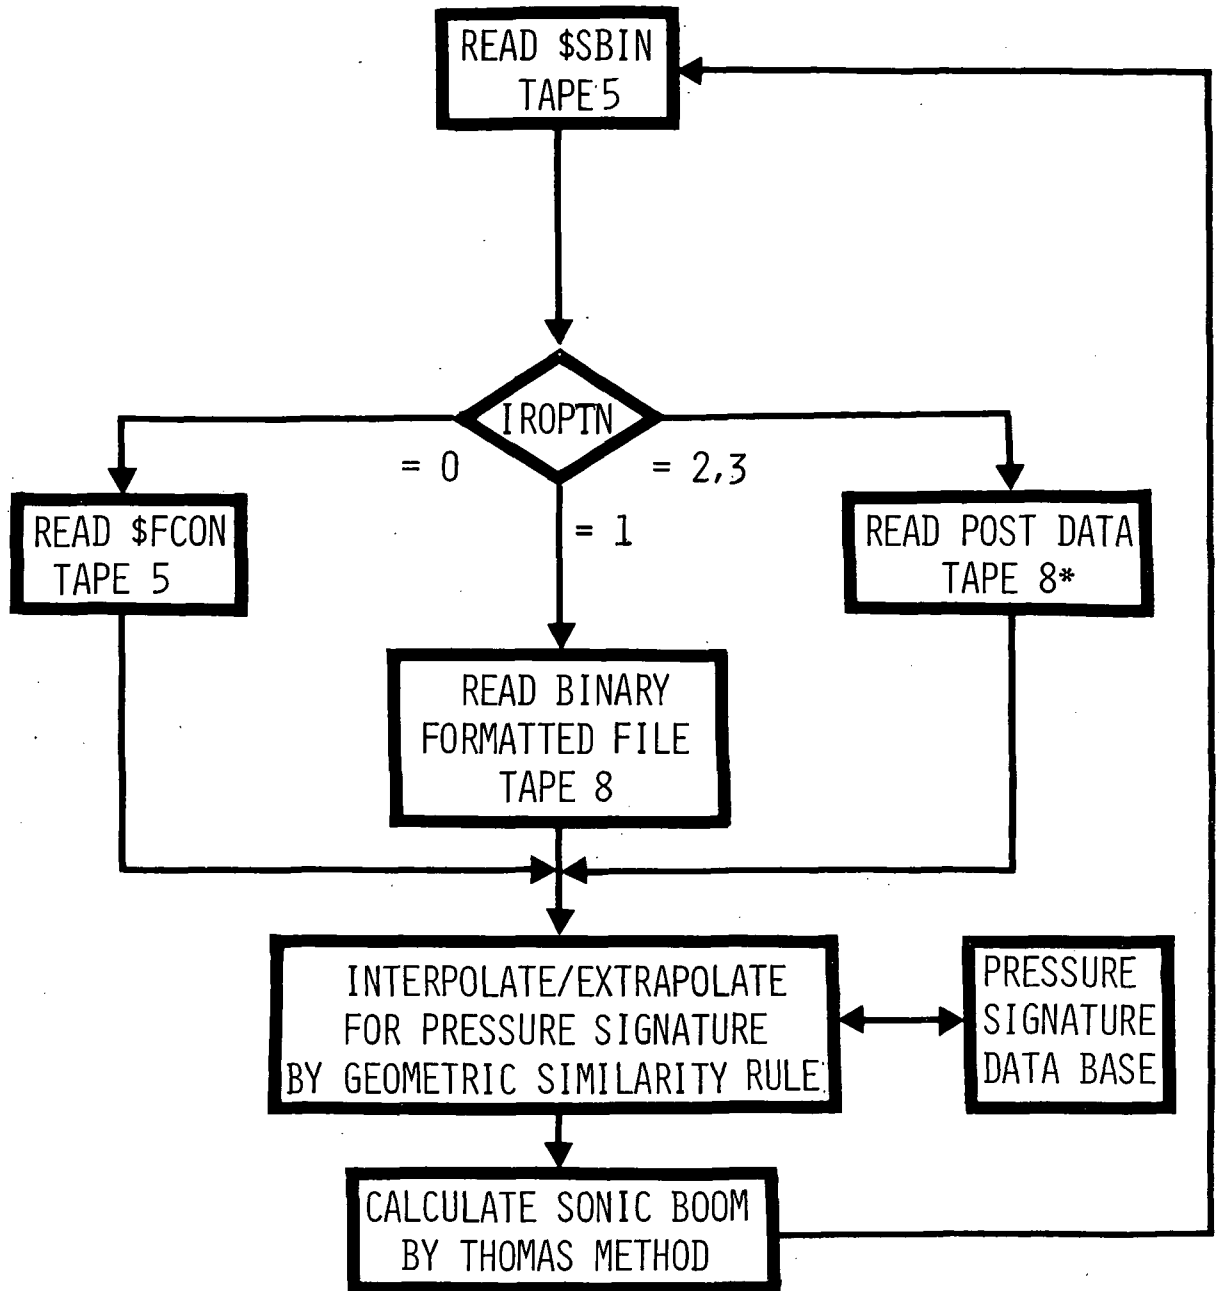 READ $SBIN
TAPE 5
IROPTN
= 0
= 2,3
= 1
READ $FCON
TAPE 5
READ POST DATA
TAPE 8*
READ BINARY
FORMATTED FILE
TAPE 8
INTERPOLATE/EXTRAPOLATE
FOR PRESSURE SIGNATURE
BY GEOMETRIC SIMILARITY RULE
PRESSURE
SIGNATURE
DATA BASE
CALCULATE SONIC BOOM
BY THOMAS METHOD